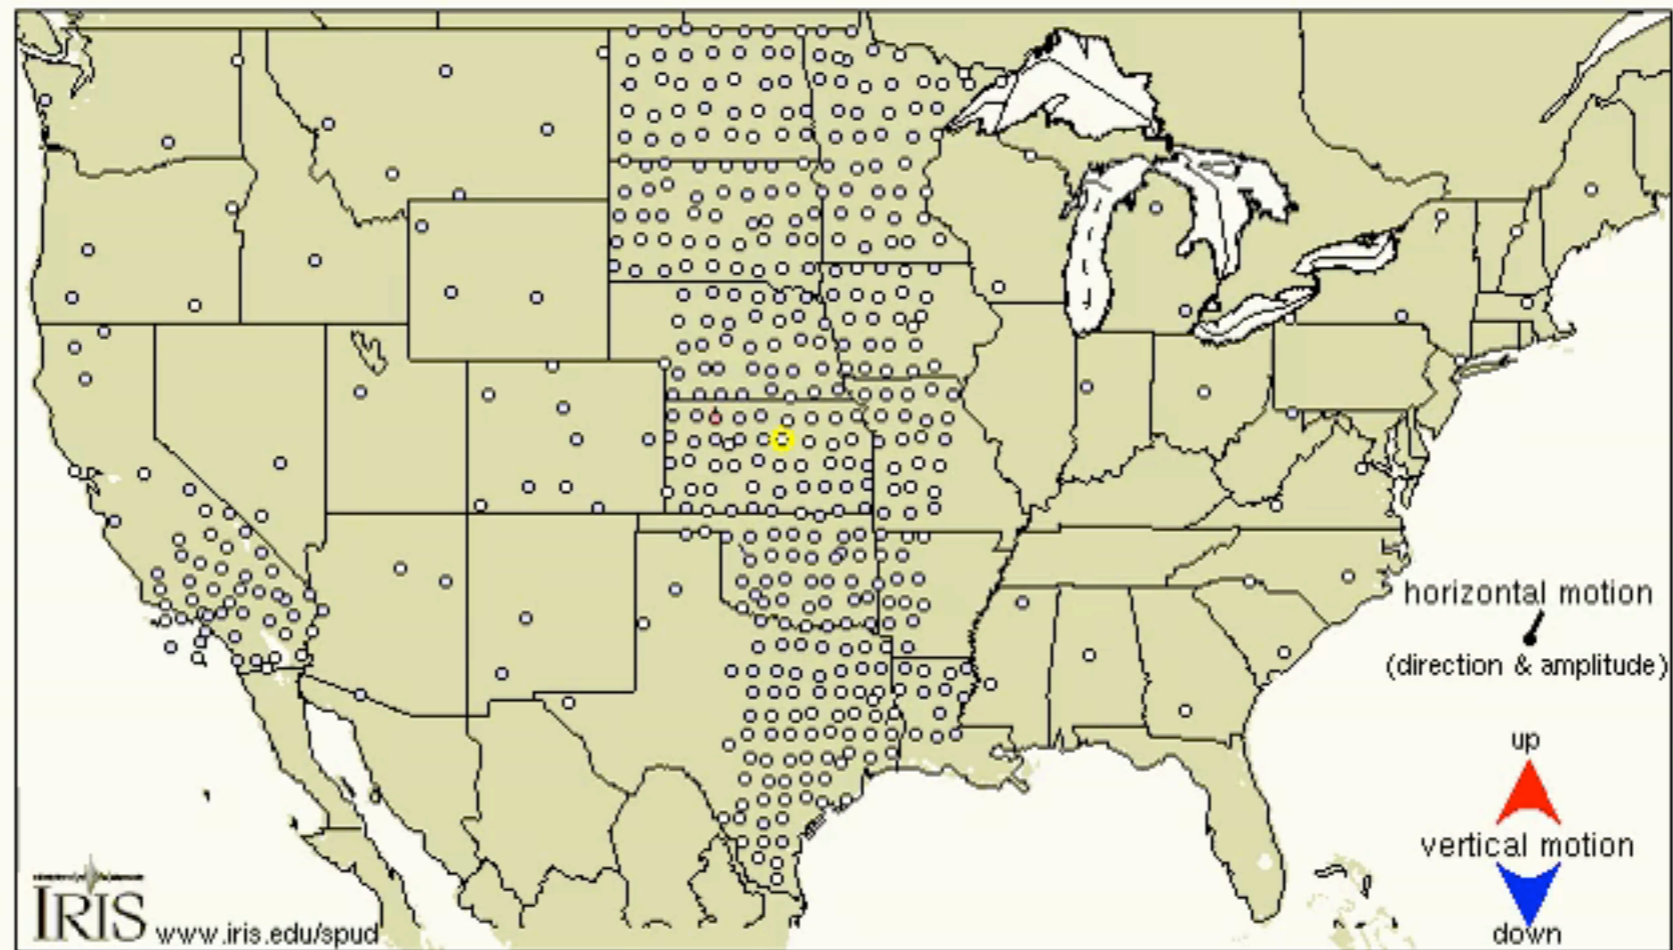 horizontal motion
(direction & amplitude)
up
vertical motion
down
IRIS www.iris.edu/spud